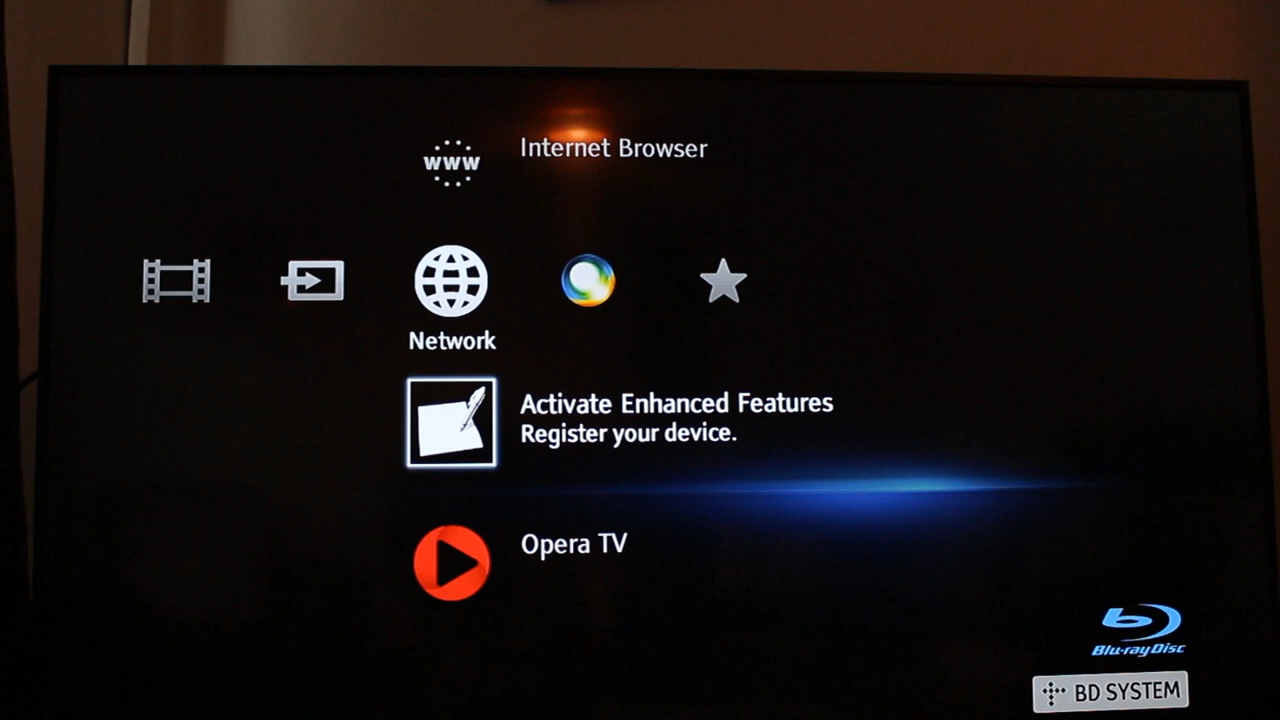 www
Internet Browser
Network
Activate Enhanced Features
Register your device.
Opera TV
Blu-ray Disc
BD SYSTEM